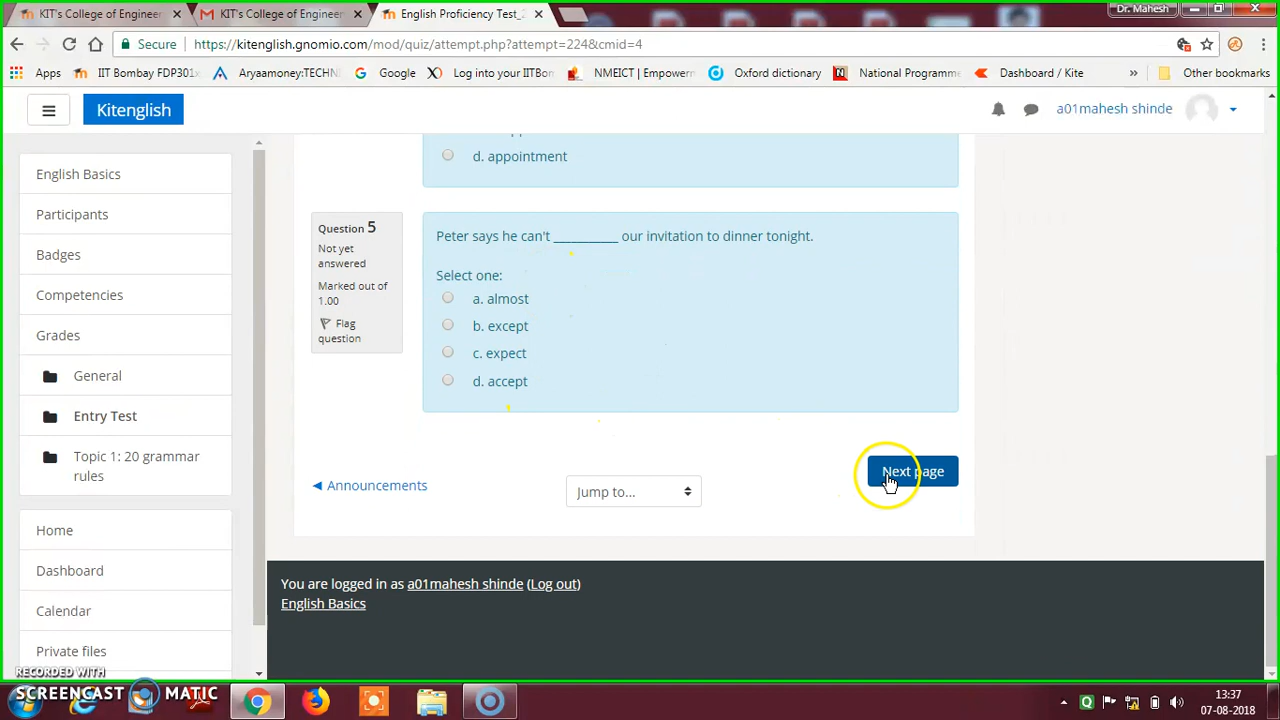 KIT's College of Engineer
KIT's College of Engineer
English Proficiency Test_
Dr. Mahesh
Secure
https://kitenglish.gnomio.com/mod/quiz/attempt.php?attempt=224&cmid=4
Apps
IIT Bombay FDP301x
Aryaamoney:TECHN
Google
Log into your IITBon
NMEICT | Empower
Oxford dictionary
National Programme
Dashboard / Kite
»
Other bookmarks
Kitenglish
a01mahesh shinde
English Basics
Participants
Badges
Competencies
Grades
General
Entry Test
Topic 1: 20 grammar
rules
Home
Dashboard
Calendar
Private files
d. appointment
Question 5
Not yet
answered
Marked out of
1.00
Flag
question
Peter says he can't __________ our invitation to dinner tonight.
Select one:
a. almost
b. except
c. expect
d. accept
Next page
◄ Announcements
Jump to...
You are logged in as a01mahesh shinde (Log out)
English Basics
RECORDED WITH
SCREENCAST MATIC
13:37
07-08-2018